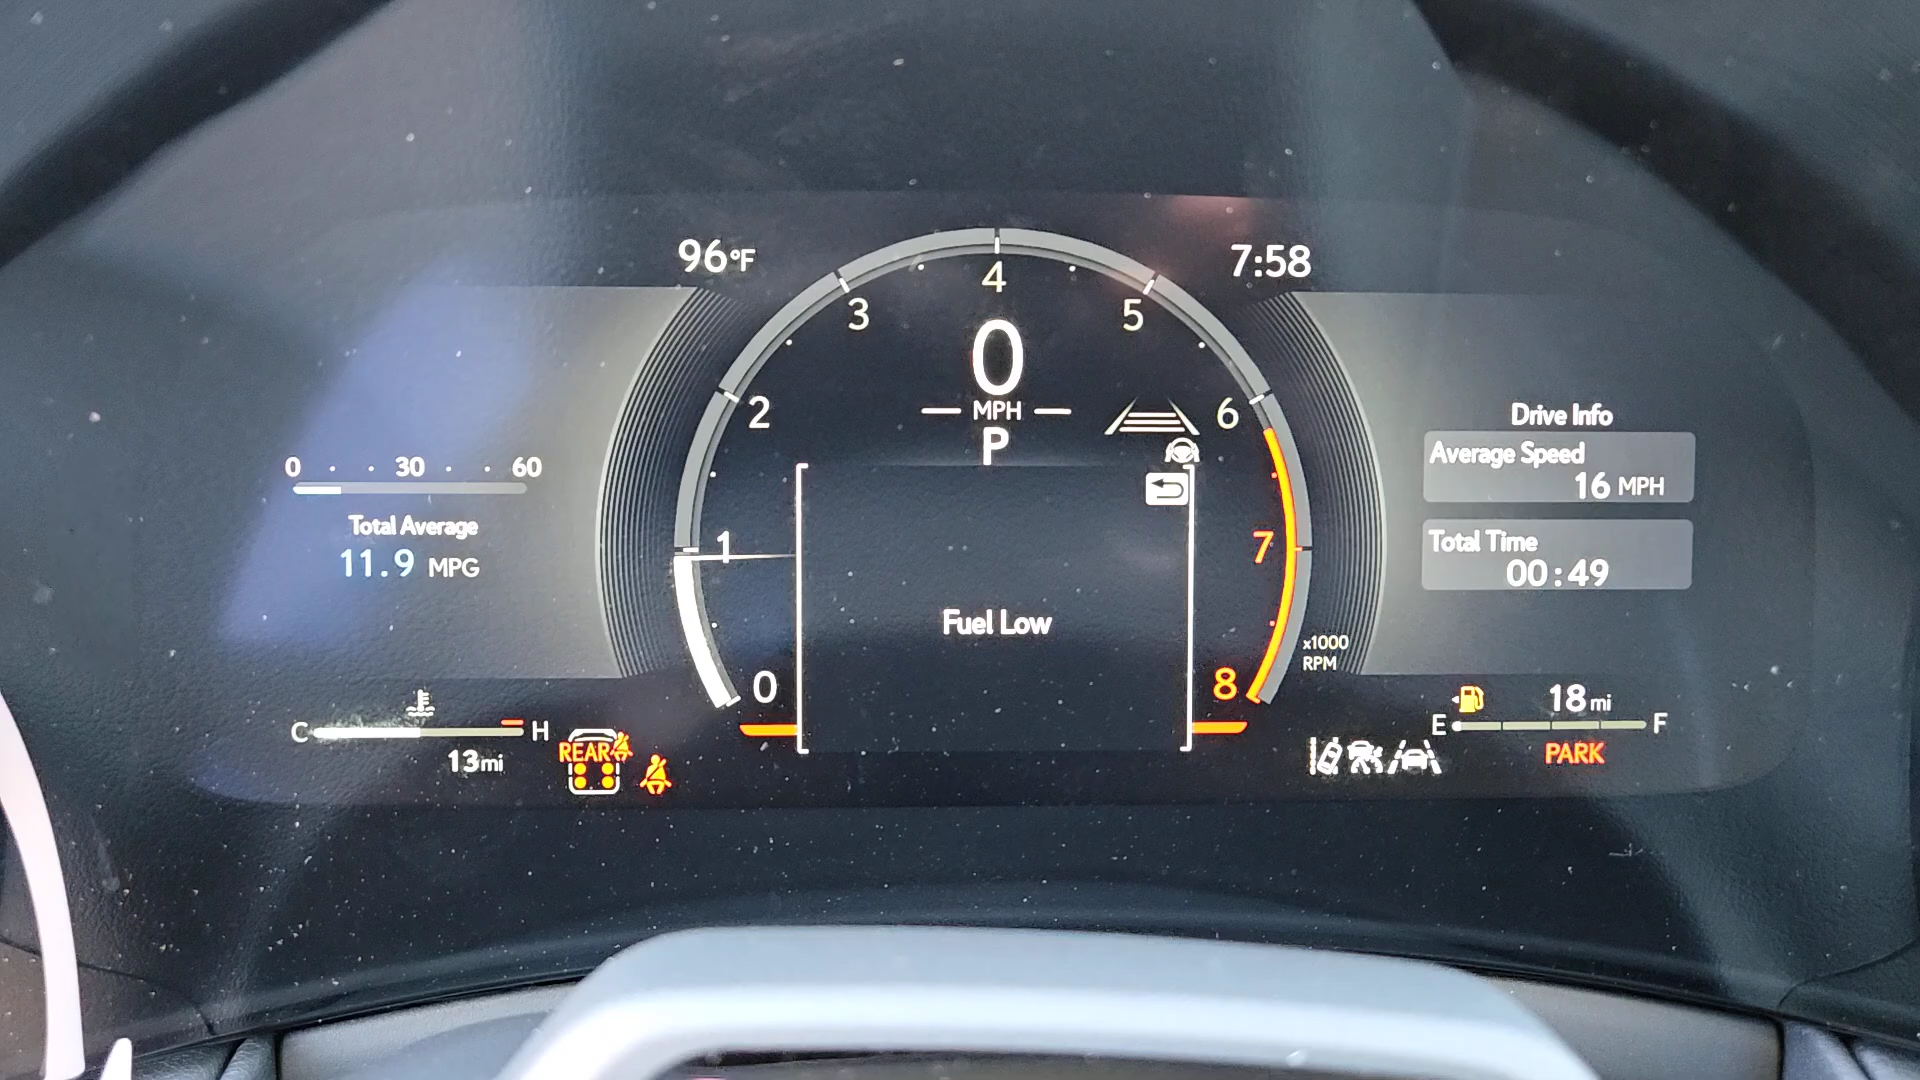 96°F
7:58
4
3
5
0
MPH
2
6
P
Drive Info
Average Speed
16 MPH
0 30 60
Total Average
11.9 MPG
1
7
Total Time
00:49
Fuel Low
x1000
RPM
0
8
18 mi
C H
E F
13 mi
REAR
PARK